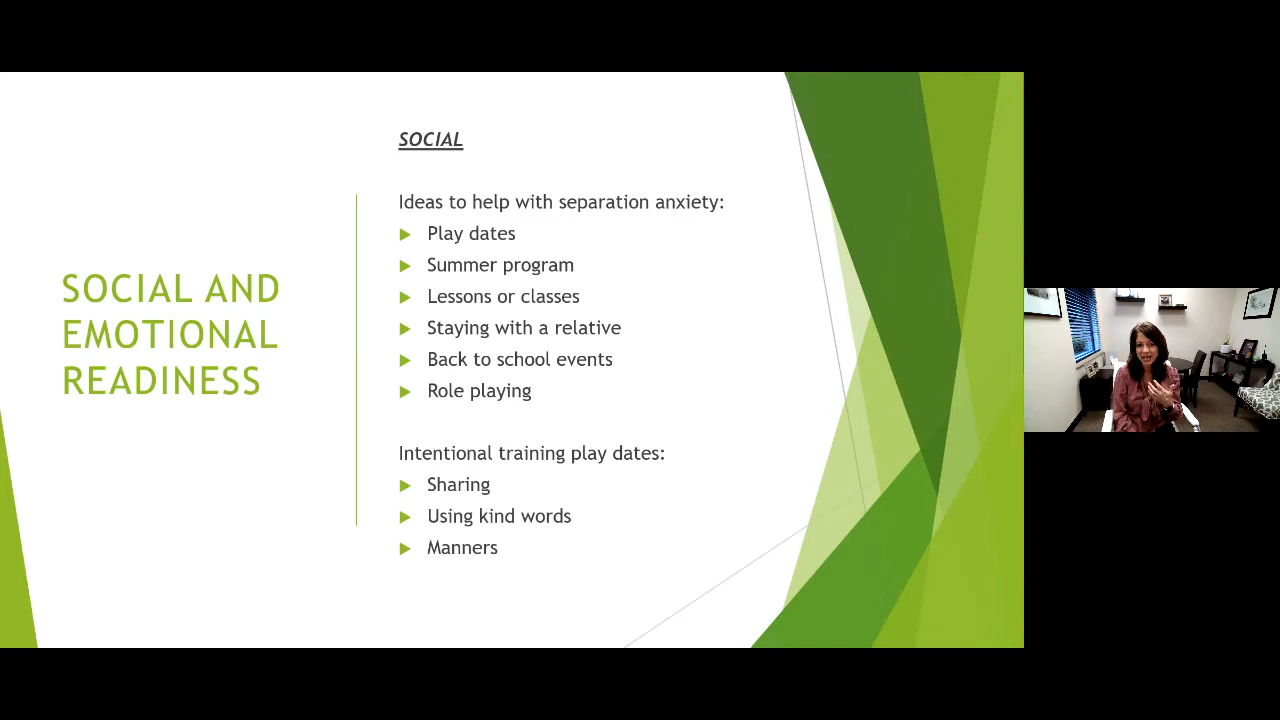 SOCIAL AND
EMOTIONAL
READINESS
SOCIAL
Ideas to help with separation anxiety:
Play dates
Summer program
Lessons or classes
Staying with a relative
Back to school events
Role playing
Intentional training play dates:
Sharing
Using kind words
Manners